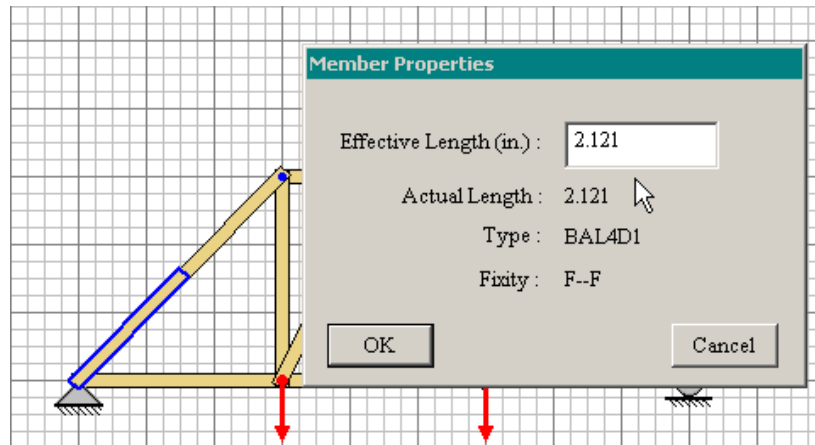 Member Properties
Effective Length (in.) : 2.121
Actual Length : 2.121
Type : BAL4D1
Fixity : F--F
OK Cancel